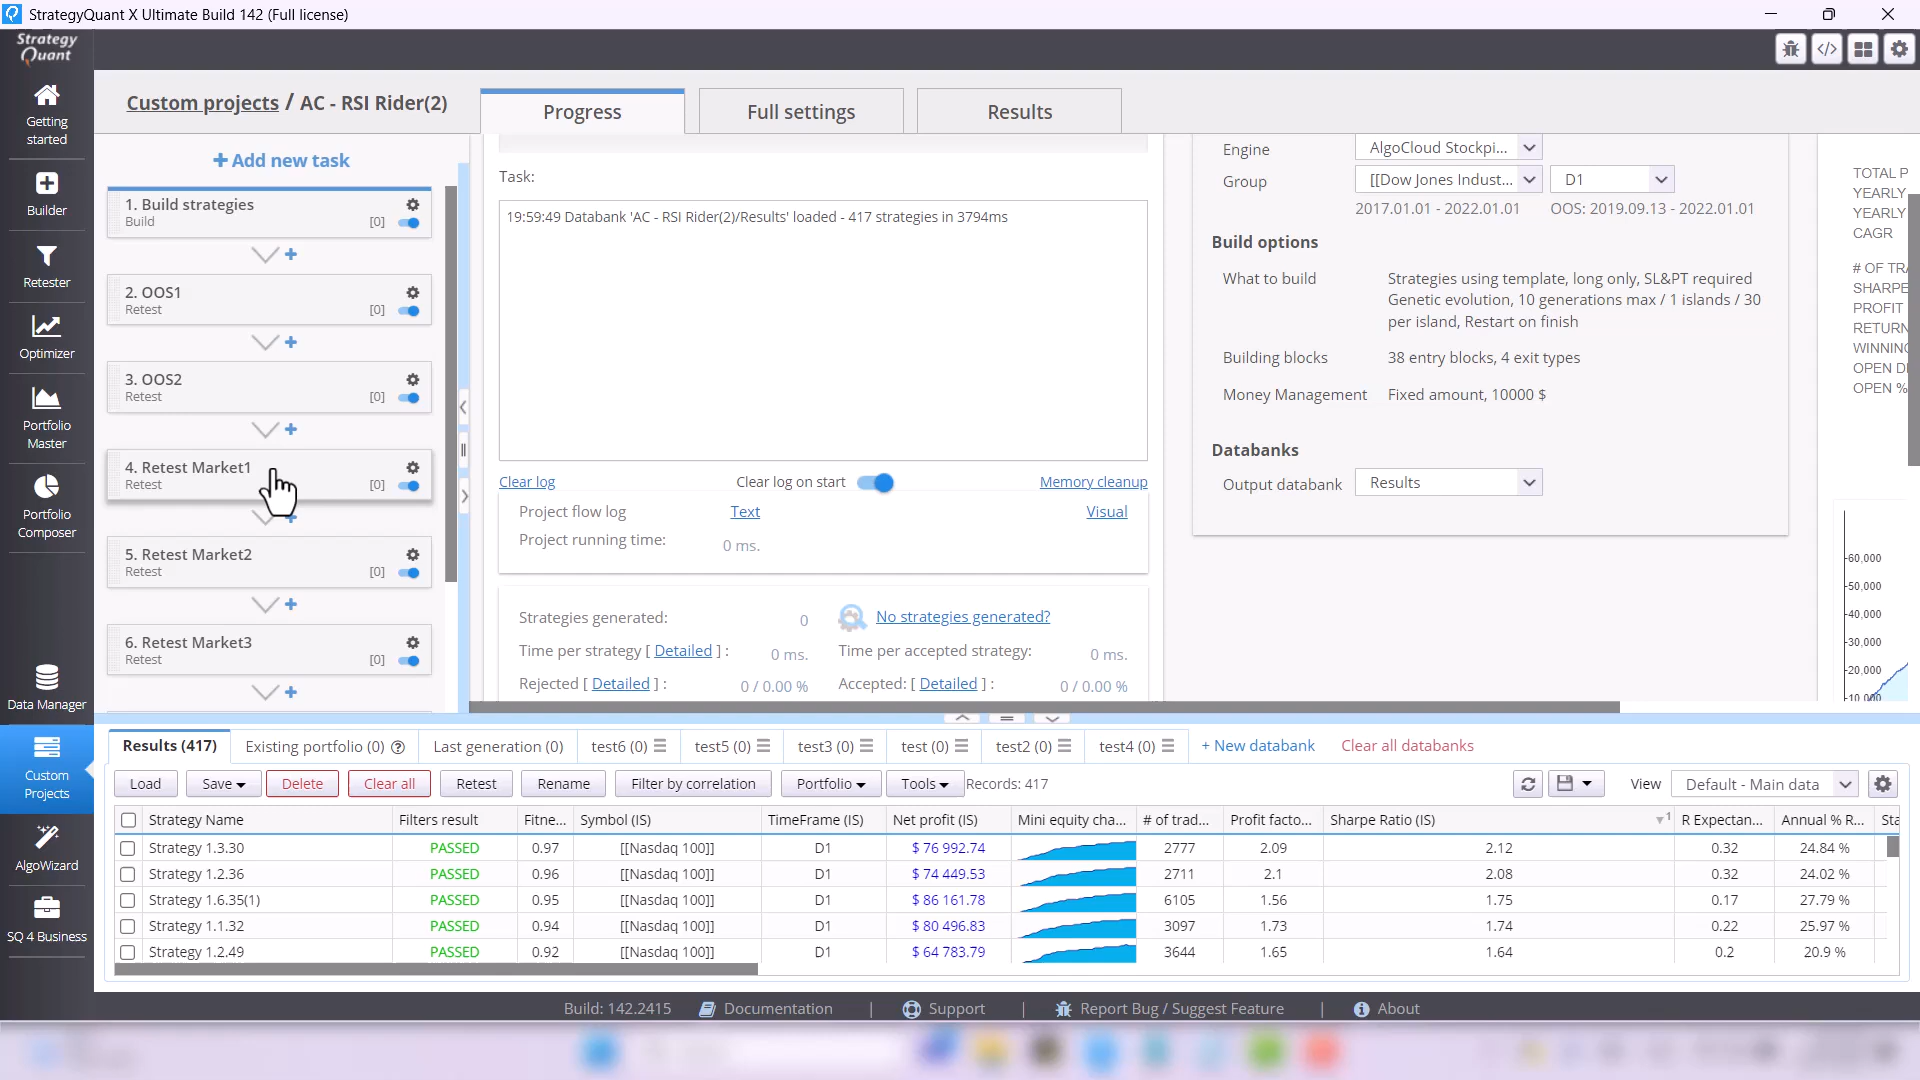 StrategyQuant X Ultimate Build 142 (Full license)
Strategy
Quant
Getting
started
Builder
Retester
Optimizer
Portfolio
Master
Portfolio
Composer
Data Manager
Custom
Projects
AlgoWizard
SQ 4 Business
Custom projects / AC - RSI Rider(2)
Progress
Full settings
Results
+ Add new task
1. Build strategies
Build [0]
2. OOS1
Retest [0]
3. OOS2
Retest [0]
4. Retest Market1
Retest [0]
5. Retest Market2
Retest [0]
6. Retest Market3
Retest [0]
Task:
19:59:49 Databank 'AC - RSI Rider(2)/Results' loaded - 417 strategies in 3794ms
Clear log Clear log on start Memory cleanup
Project flow log Text Visual
Project running time: 0 ms.
Strategies generated: 0 No strategies generated?
Time per strategy [ Detailed ] : 0 ms. Time per accepted strategy: 0 ms.
Rejected [ Detailed ] : 0 / 0.00 % Accepted: [ Detailed ] : 0 / 0.00 %
Engine AlgoCloud Stockpi...
Group [[Dow Jones Indust... D1
2017.01.01 - 2022.01.01 OOS: 2019.09.13 - 2022.01.01
Build options
What to build Strategies using template, long only, SL&PT required
Genetic evolution, 10 generations max / 1 islands / 30
per island, Restart on finish
Building blocks 38 entry blocks, 4 exit types
Money Management Fixed amount, 10000 $
Databanks
Output databank Results
TOTAL P
YEARLY
YEARLY
CAGR
# OF TR
SHARPE
PROFIT
RETURN
WINNING
OPEN D
OPEN %
-60,000
-50,000
-40,000
-30,000
-20,000
-10,000
Results (417) Existing portfolio (0) Last generation (0) test6 (0) test5 (0) test3 (0) test (0) test2 (0) test4 (0) + New databank Clear all databanks
Load Save Delete Clear all Retest Rename Filter by correlation Portfolio Tools Records: 417 View Default - Main data
Strategy Name Filters result Fitne... Symbol (IS) TimeFrame (IS) Net profit (IS) Mini equity cha... # of trad... Profit facto... Sharpe Ratio (IS) 1 R Expectan... Annual % R... Sta
Strategy 1.3.30 PASSED 0.97 [[Nasdaq 100]] D1 $ 76 992.74 2777 2.09 2.12 0.32 24.84 %
Strategy 1.2.36 PASSED 0.96 [[Nasdaq 100]] D1 $ 74 449.53 2711 2.1 2.08 0.32 24.02 %
Strategy 1.6.35(1) PASSED 0.95 [[Nasdaq 100]] D1 $ 86 161.78 6105 1.56 1.75 0.17 27.79 %
Strategy 1.1.32 PASSED 0.94 [[Nasdaq 100]] D1 $ 80 496.83 3097 1.73 1.74 0.22 25.97 %
Strategy 1.2.49 PASSED 0.92 [[Nasdaq 100]] D1 $ 64 783.79 3644 1.65 1.64 0.2 20.9 %
Build: 142.2415 Documentation | Support | Report Bug / Suggest Feature | About